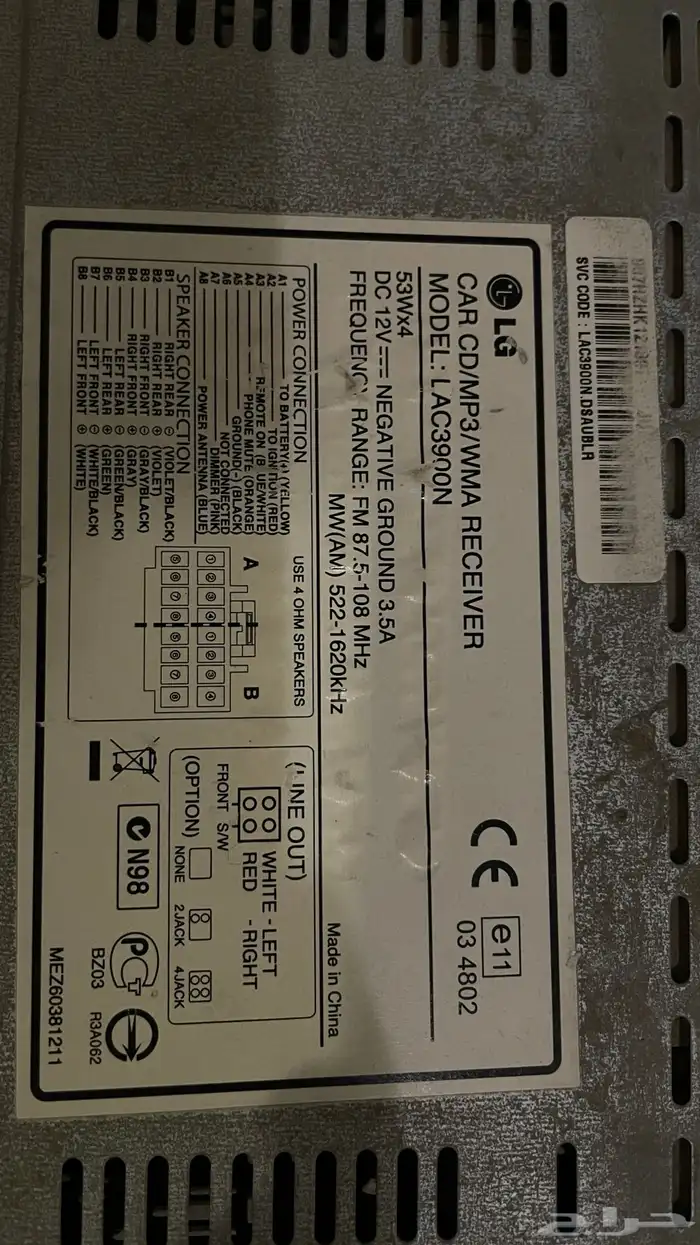 SVC CODE : LAC3900N.DSAUBLR
LG
CAR CD/MP3/WMA RECEIVER
MODEL: LAC3900N
53Wx4
DC 12V NEGATIVE GROUND 3.5A
FREQUENCY RANGE: FM 87.5-108 MHz
MW(AM) 522-1620kHz
CE
e11
03 4802
Made in China
POWER CONNECTION
A1 TO BATTERY(+) (YELLOW)
A2 TO IGNITION (RED)
A3 REMOTE ON (BLUE/WHITE)
A4 PHONE MUTE (ORANGE)
A5 GROUND(-) (BLACK)
A6 NOT CONNECTED
A7 DIMMER (PINK)
A8 POWER ANTENNA (BLUE)
SPEAKER CONNECTION
B1 RIGHT REAR ⊖ (VIOLET/BLACK)
B2 RIGHT REAR ⊕ (VIOLET)
B3 RIGHT FRONT ⊖ (GRAY/BLACK)
B4 RIGHT FRONT ⊕ (GRAY)
B5 LEFT REAR ⊖ (GREEN/BLACK)
B6 LEFT REAR ⊕ (GREEN)
B7 LEFT FRONT ⊖ (WHITE/BLACK)
B8 LEFT FRONT ⊕ (WHITE)
USE 4 OHM SPEAKERS
A B
(LINE OUT)
WHITE - LEFT
RED - RIGHT
FRONT S/W
(OPTION)
NONE 2JACK 4JACK
N98
BZ03
R3A062
MEZ60381211
حراج